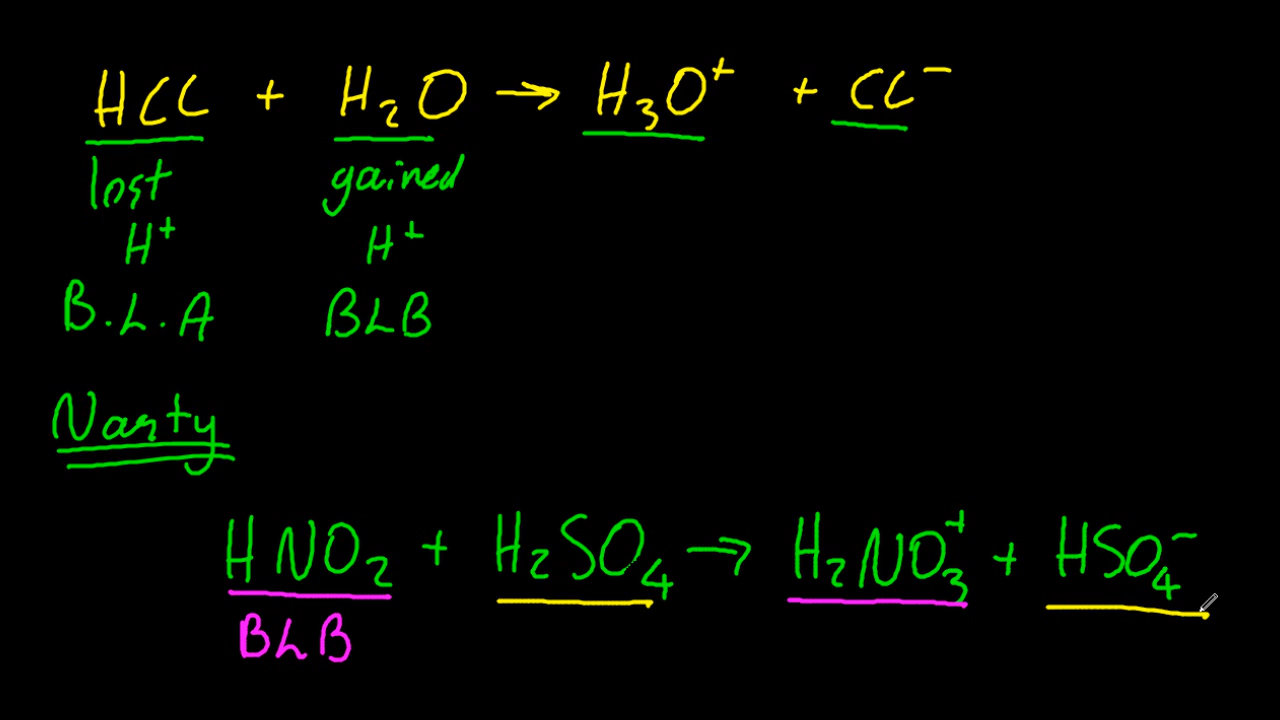 HCl + H₂O → H₃O⁺ + Cl⁻
lost gained
H⁺ H⁺
B.L.A BLB
Nasty
HNO₂ + H₂SO₄ → H₂NO₃⁺ + HSO₄⁻
BLB